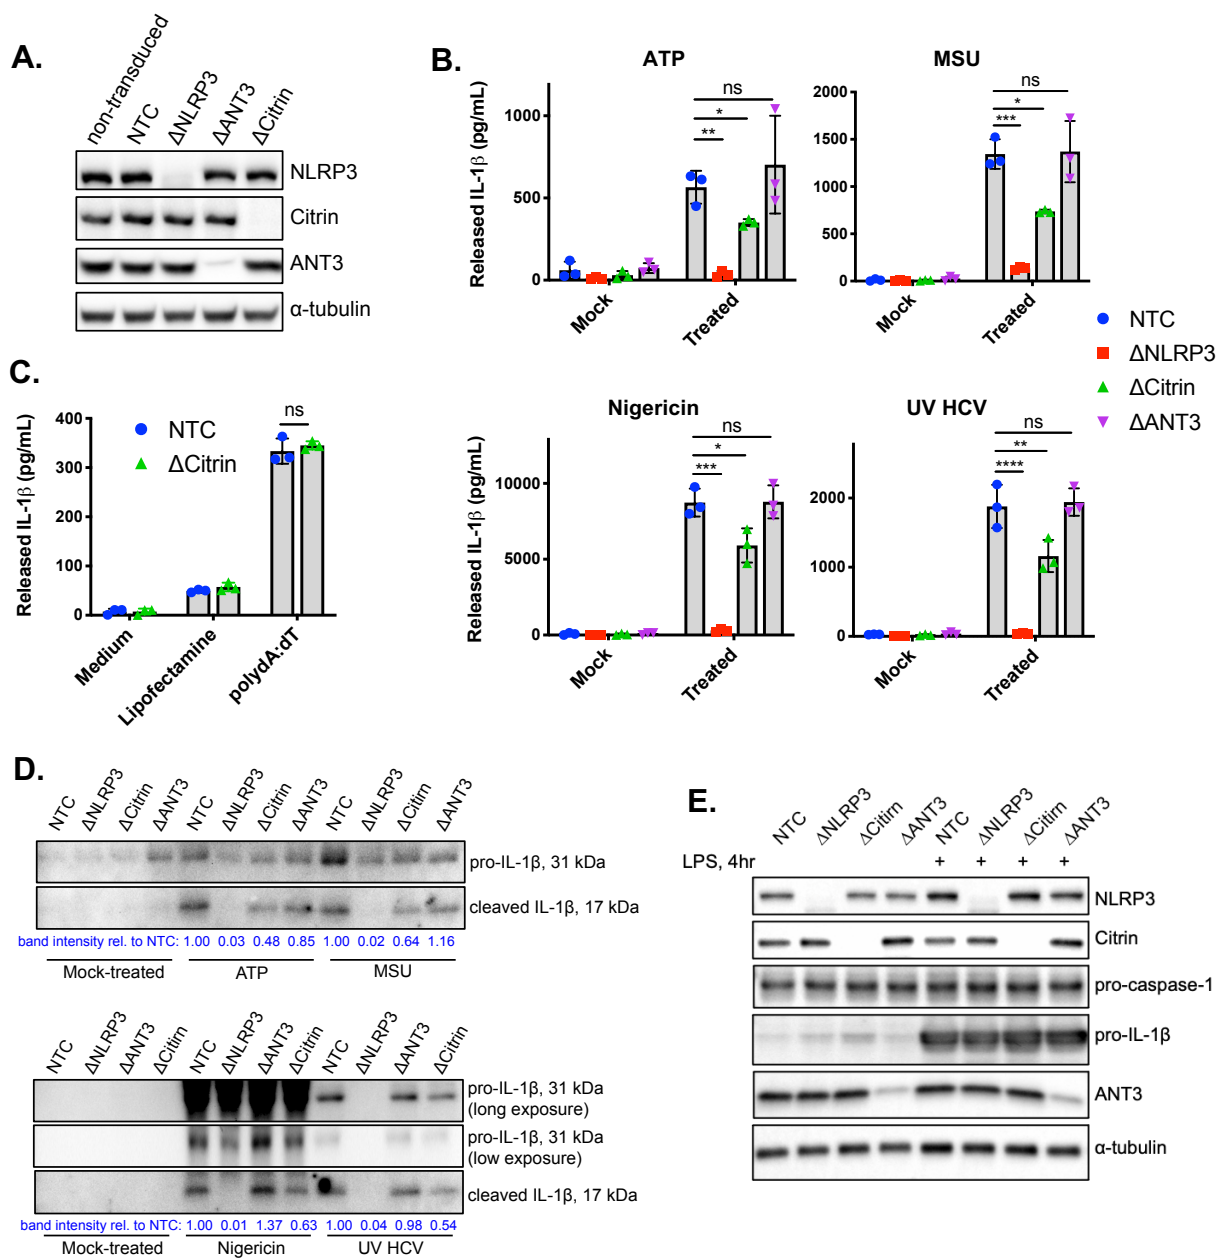 A.
non-transduced
NTC
ΔNLRP3
ΔANT3
ΔCitrin
NLRP3
Citrin
ANT3
α-tubulin
B.
ATP
Released IL-1β (pg/mL)
1000
500
0
ns
*
**
Mock
Treated
MSU
2000
1500
1000
500
0
ns
*
***
Mock
Treated
NTC
ΔNLRP3
ΔCitrin
ΔANT3
Nigericin
Released IL-1β (pg/mL)
10000
5000
0
ns
*
***
Mock
Treated
UV HCV
2000
1000
0
ns
**
****
Mock
Treated
C.
Released IL-1β (pg/mL)
400
300
200
100
0
NTC
ΔCitrin
ns
Medium
Lipofectamine
polydA:dT
D.
NTC ΔNLRP3 ΔCitrin ΔANT3 NTC ΔNLRP3 ΔCitrin ΔANT3 NTC ΔNLRP3 ΔCitrin ΔANT3
pro-IL-1β, 31 kDa
cleaved IL-1β, 17 kDa
band intensity rel. to NTC: 1.00 0.03 0.48 0.85 1.00 0.02 0.64 1.16
Mock-treated ATP MSU
NTC ΔNLRP3 ΔANT3 ΔCitirn NTC ΔNLRP3 ΔANT3 ΔCitirn NTC ΔNLRP3 ΔANT3 ΔCitirn
pro-IL-1β, 31 kDa
(long exposure)
pro-IL-1β, 31 kDa
(low exposure)
cleaved IL-1β, 17 kDa
band intensity rel. to NTC: 1.00 0.01 1.37 0.63 1.00 0.04 0.98 0.54
Mock-treated Nigericin UV HCV
E.
NTC ΔNLRP3 ΔCitirn ΔANT3 NTC ΔNLRP3 ΔCitirn ΔANT3
LPS, 4hr + + + +
NLRP3
Citrin
pro-caspase-1
pro-IL-1β
ANT3
α-tubulin